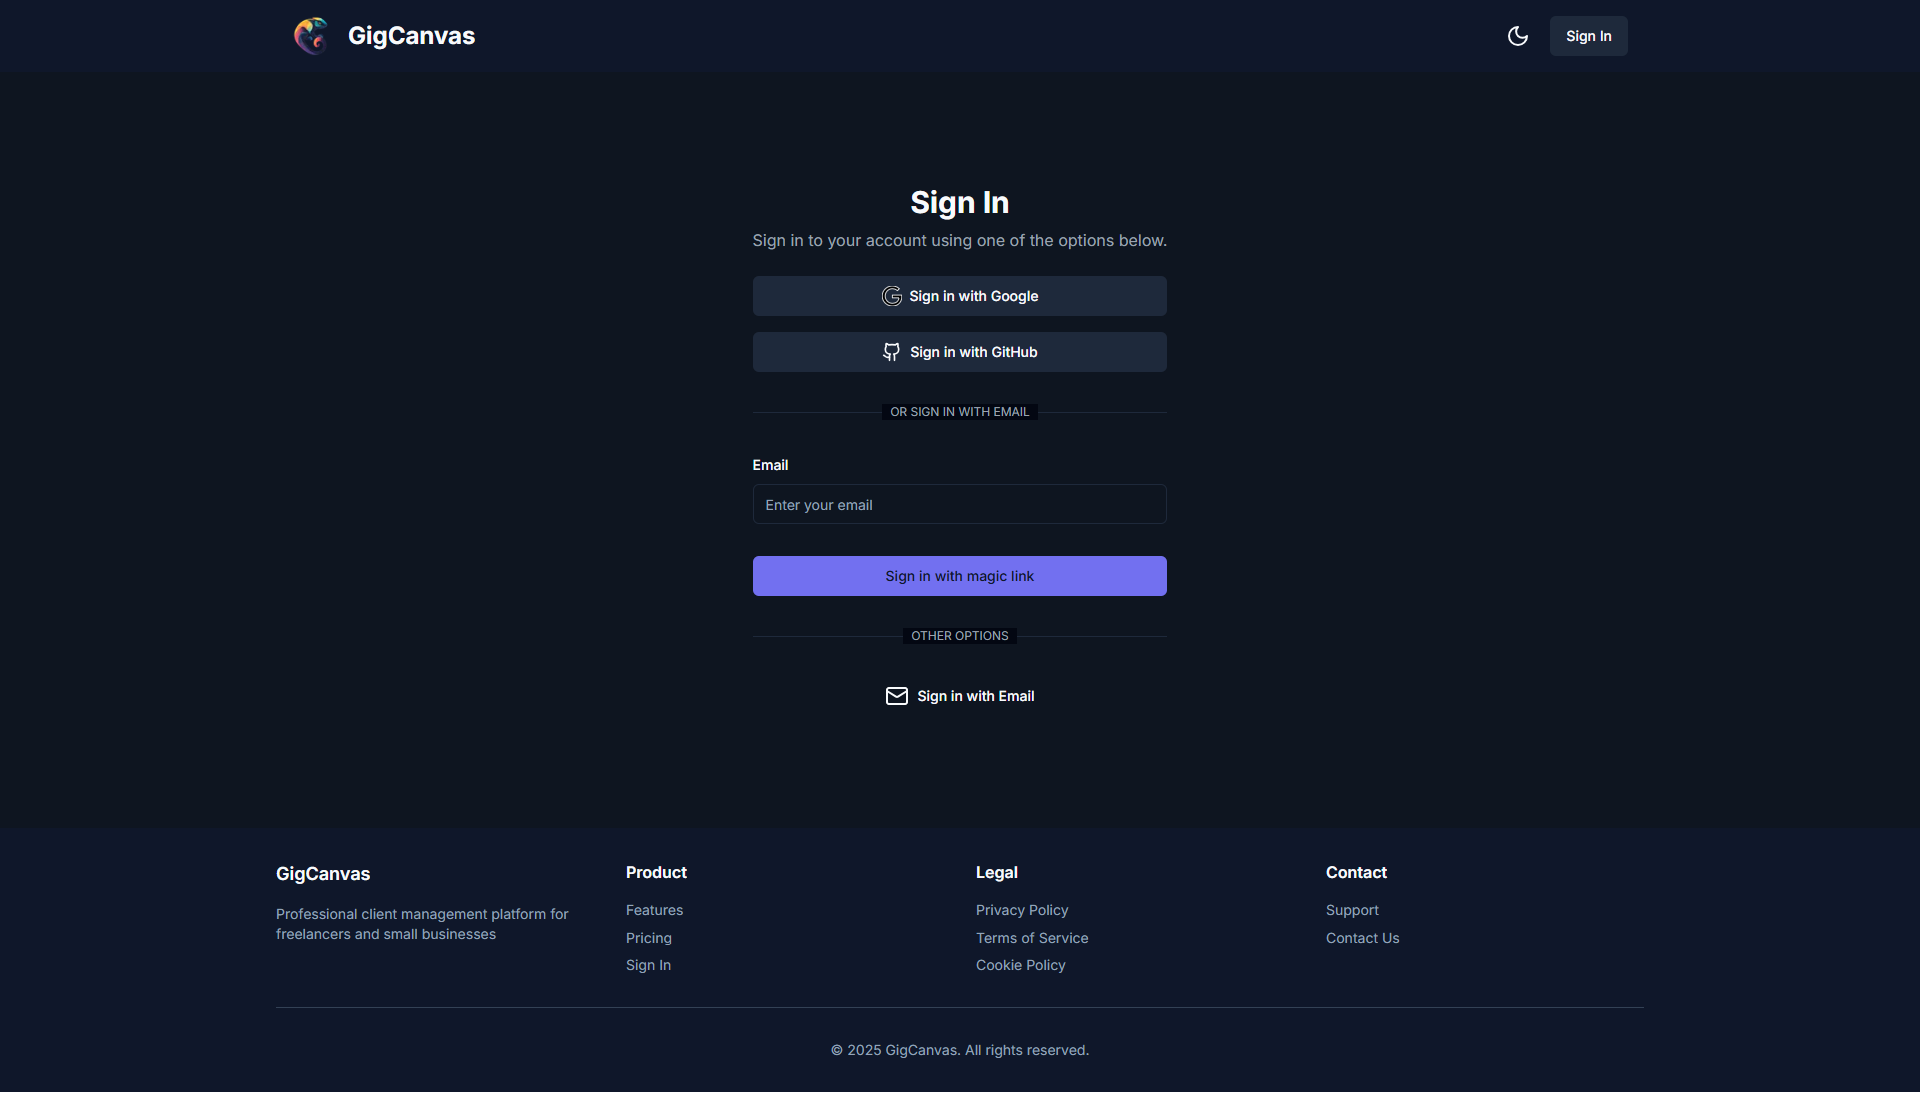 GigCanvas
Sign In
Sign In
Sign in to your account using one of the options below.
Sign in with Google
Sign in with GitHub
OR SIGN IN WITH EMAIL
Email
Enter your email
Sign in with magic link
OTHER OPTIONS
Sign in with Email
GigCanvas
Professional client management platform for
freelancers and small businesses
Product
Features
Pricing
Sign In
Legal
Privacy Policy
Terms of Service
Cookie Policy
Contact
Support
Contact Us
© 2025 GigCanvas. All rights reserved.